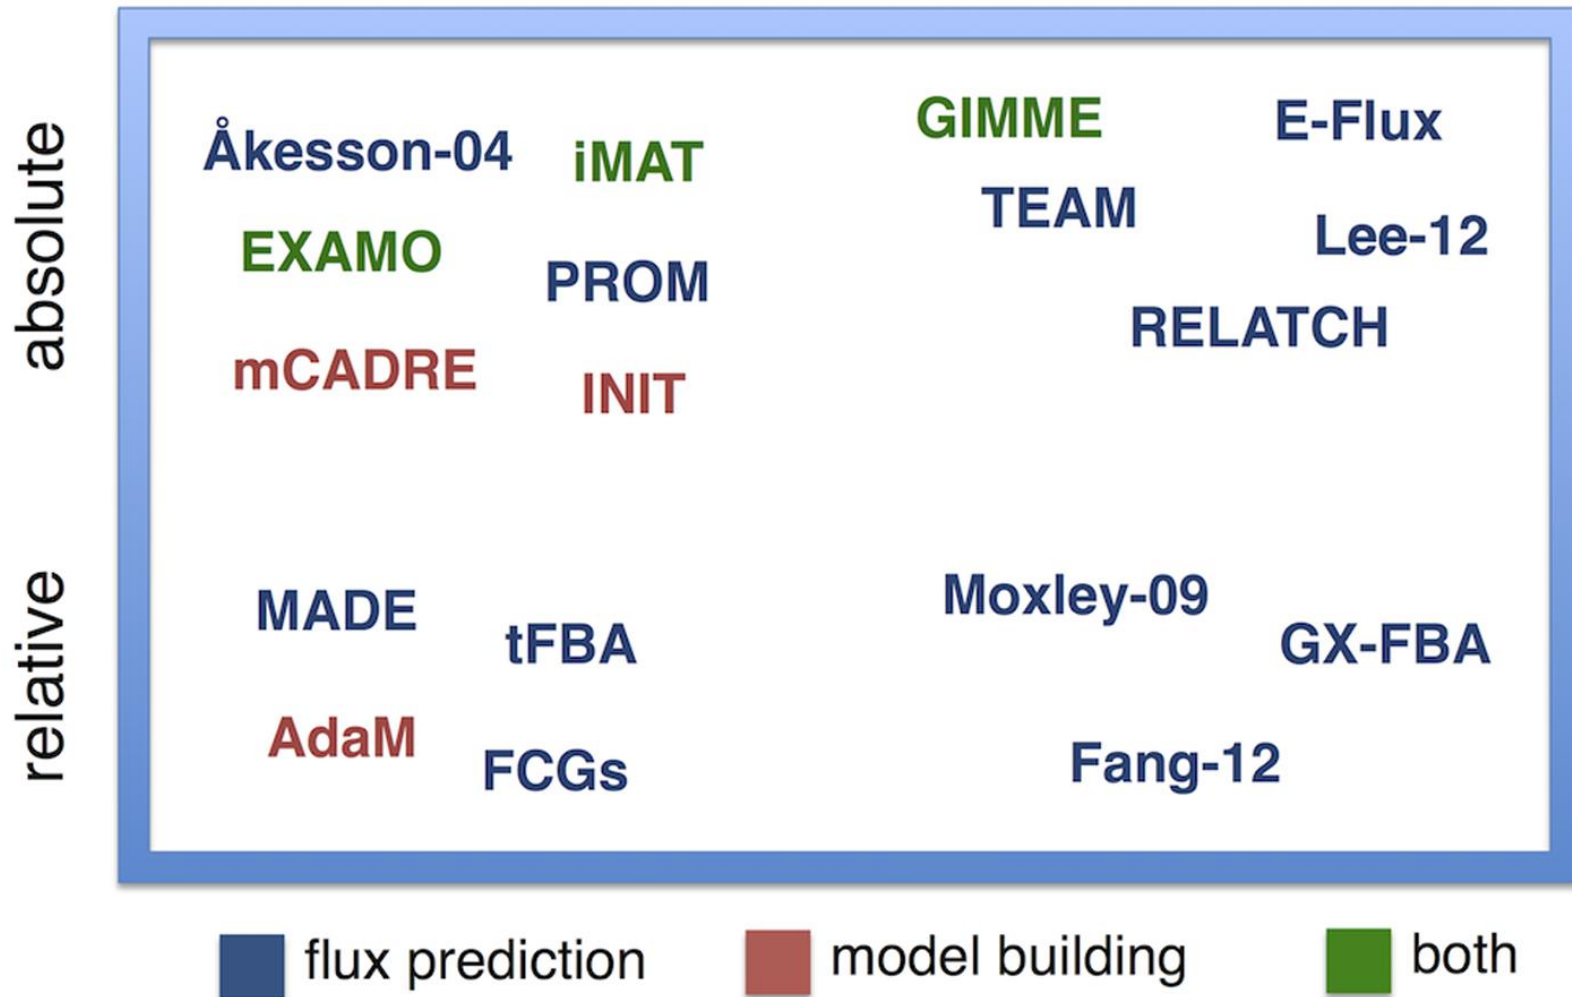 absolute
Åkesson-04
iMAT
GIMME
E-Flux
TEAM
EXAMO
PROM
Lee-12
RELATCH
mCADRE
INIT
relative
MADE
tFBA
Moxley-09
GX-FBA
AdaM
FCGs
Fang-12
flux prediction
model building
both